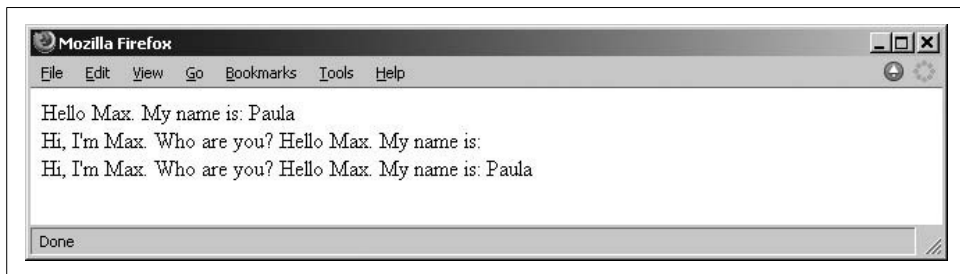 Mozilla Firefox
File Edit View Go Bookmarks Tools Help
Hello Max. My name is: Paula
Hi, I'm Max. Who are you? Hello Max. My name is:
Hi, I'm Max. Who are you? Hello Max. My name is: Paula
Done